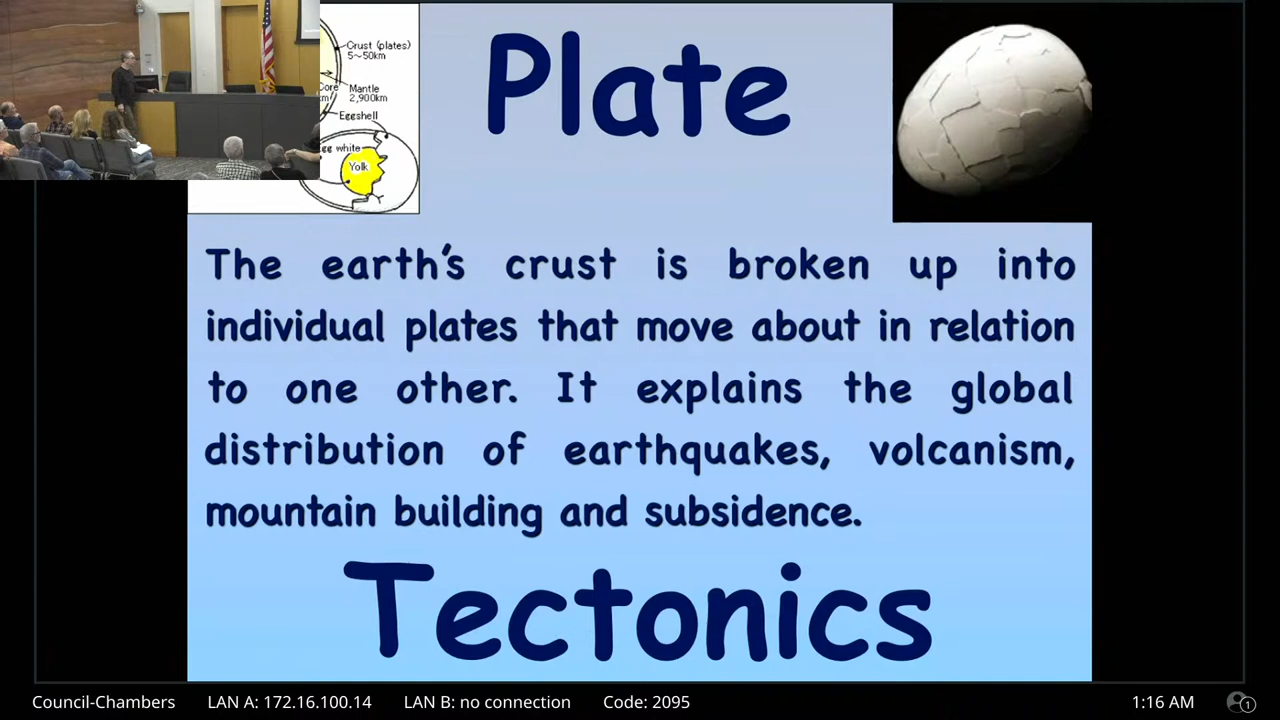 Crust (plates)
5~50km
Core
Mantle
2,900km
Eggshell
Egg white
Yolk
Plate
The earth's crust is broken up into
individual plates that move about in relation
to one other. It explains the global
distribution of earthquakes, volcanism,
mountain building and subsidence.
Tectonics
Council-Chambers LAN A: 172.16.100.14 LAN B: no connection Code: 2095 1:16 AM 1